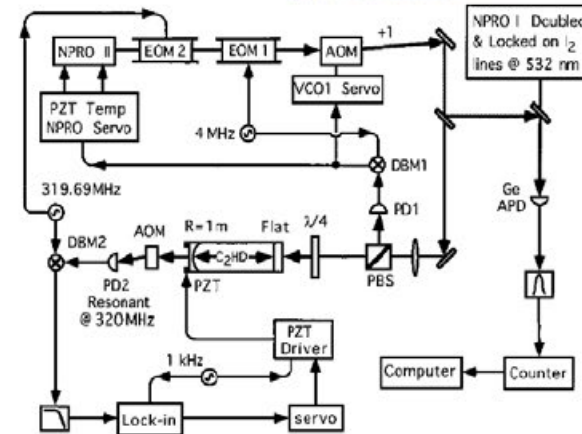 NPRO I Doubled
& Locked on I2
lines @ 532 nm
NPRO II
EOM 2
EOM 1
AOM
+1
VCO1 Servo
PZT Temp
NPRO Servo
4 MHz
DBM1
PD1
Ge
APD
319.69MHz
DBM2
AOM
R=1m
Flat
λ/4
C2HD
PBS
PD2
Resonant
@ 320MHz
PZT
PZT
Driver
1 kHz
Lock-in
servo
Computer
Counter